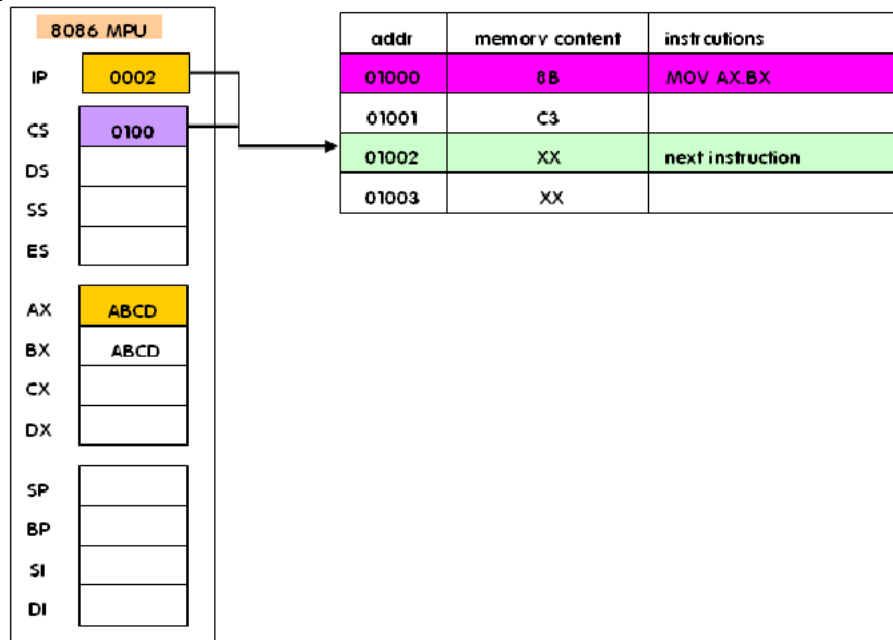 8086 MPU
IP 0002
CS 0100
DS
SS
ES
AX ABCD
BX ABCD
CX
DX
SP
BP
SI
DI
addr memory content instrcutions
01000 8B MOV AX,BX
01001 C3
01002 XX next instruction
01003 XX